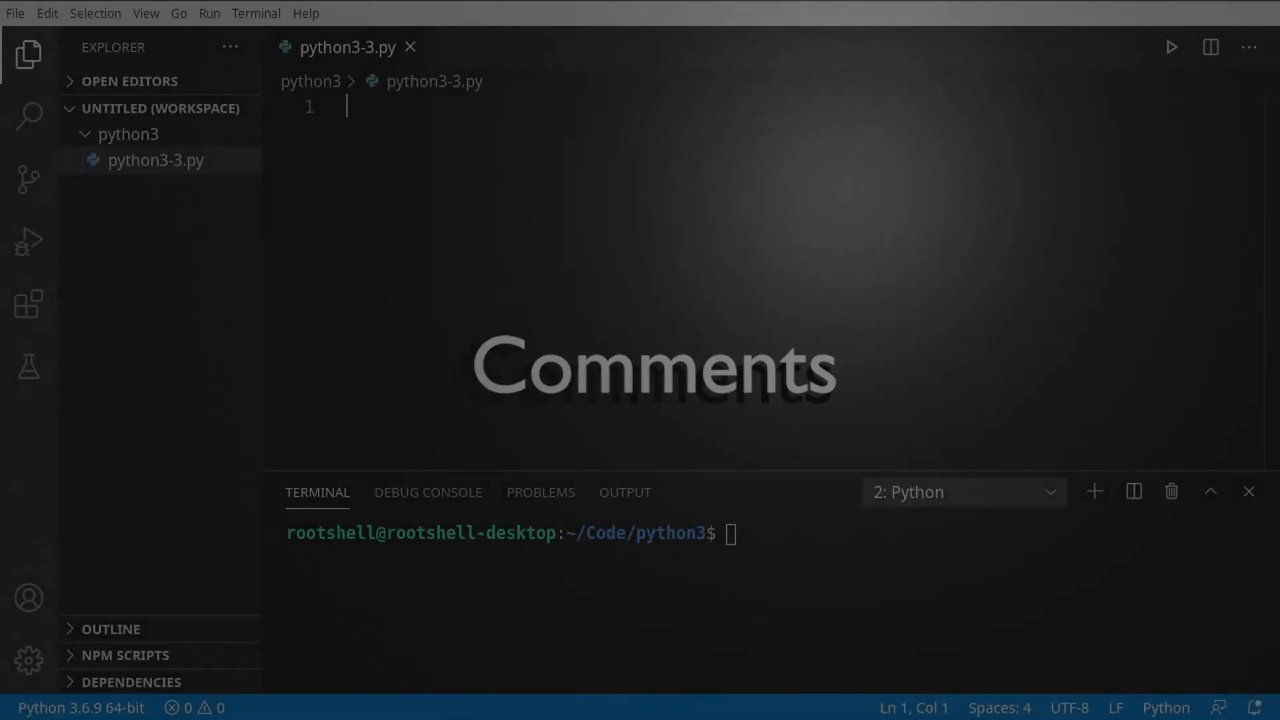 File Edit Selection View Go Run Terminal Help
EXPLORER
python3-3.py
OPEN EDITORS
python3 > python3-3.py
UNTITLED (WORKSPACE)
1
python3
python3-3.py
Comments
TERMINAL DEBUG CONSOLE PROBLEMS OUTPUT 2: Python
rootshell@rootshell-desktop:~/Code/python3$
OUTLINE
NPM SCRIPTS
DEPENDENCIES
Python 3.6.9 64-bit 0 0 Ln 1, Col 1 Spaces: 4 UTF-8 LF Python